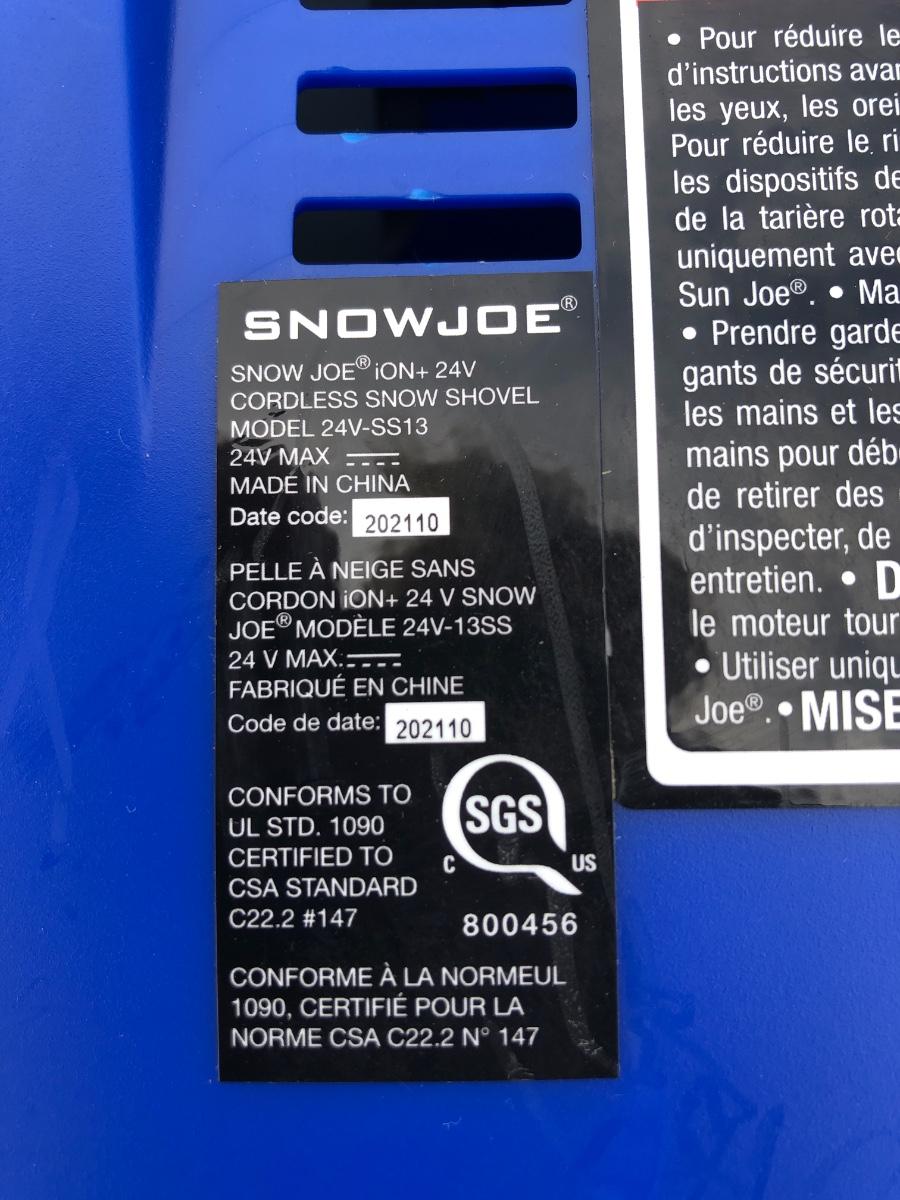 SNOWJOE®
SNOW JOE® iON+ 24V
CORDLESS SNOW SHOVEL
MODEL 24V-SS13
24V MAX
MADE IN CHINA
Date code: 202110
PELLE À NEIGE SANS
CORDON iON+ 24 V SNOW
JOE® MODÈLE 24V-13SS
24 V MAX.:
FABRIQUÉ EN CHINE
Code de date: 202110
CONFORMS TO
UL STD. 1090
CERTIFIED TO
CSA STANDARD
C22.2 #147
SGS
C US
800456
CONFORME À LA NORMEUL
1090, CERTIFIÉ POUR LA
NORME CSA C22.2 N° 147
• Pour réduire le
d'instructions avar
les yeux, les orei
Pour réduire le ri
les dispositifs de
de la tarière rota
uniquement avec
Sun Joe®. • Ma
• Prendre garde
gants de sécurit
les mains et les
mains pour débo
de retirer des
d'inspecter, de
entretien. • D
le moteur tour
• Utiliser uniqu
Joe®. • MISE